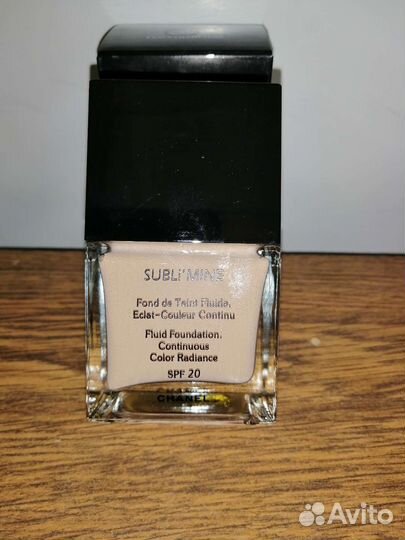 SUBLI'MINE
Fond de Teint Fluide,
Eclat-Couleur Continu
Fluid Foundation,
Continuous
Color Radiance
SPF 20
CHANEL
Avito